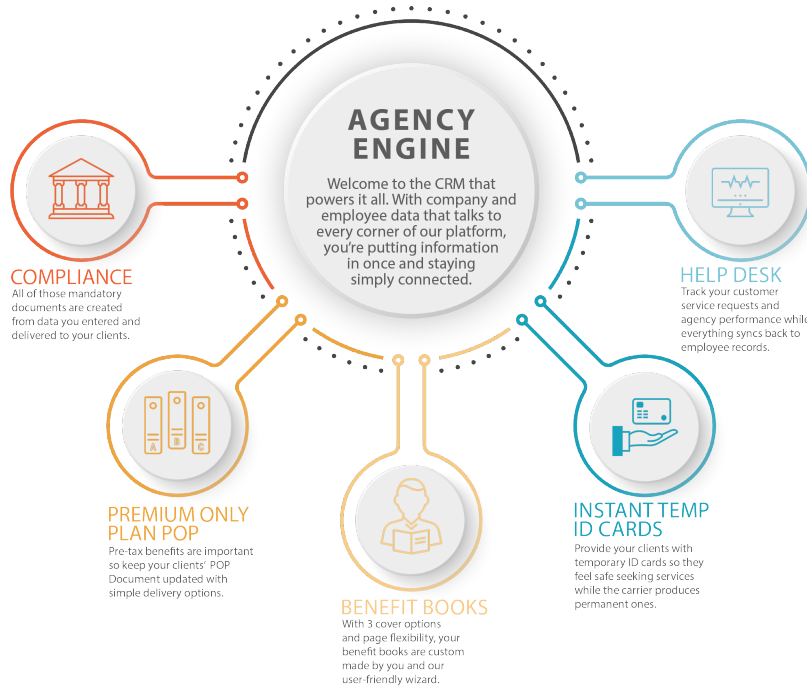 AGENCY
ENGINE
Welcome to the CRM that
powers it all. With company and
employee data that talks to
every corner of our platform,
you're putting information
in once and staying
simply connected.
COMPLIANCE
All of those mandatory
documents are created
from data you entered and
delivered to your clients.
HELP DESK
Track your customer
service requests and
agency performance while
everything syncs back to
employee records.
A B C
PREMIUM ONLY
PLAN POP
Pre-tax benefits are important
so keep your clients' POP
Document updated with
simple delivery options.
INSTANT TEMP
ID CARDS
Provide your clients with
temporary ID cards so they
feel safe seeking services
while the carrier produces
permanent ones.
BENEFIT BOOKS
With 3 cover options
and page flexibility, your
benefit books are custom
made by you and our
user-friendly wizard.